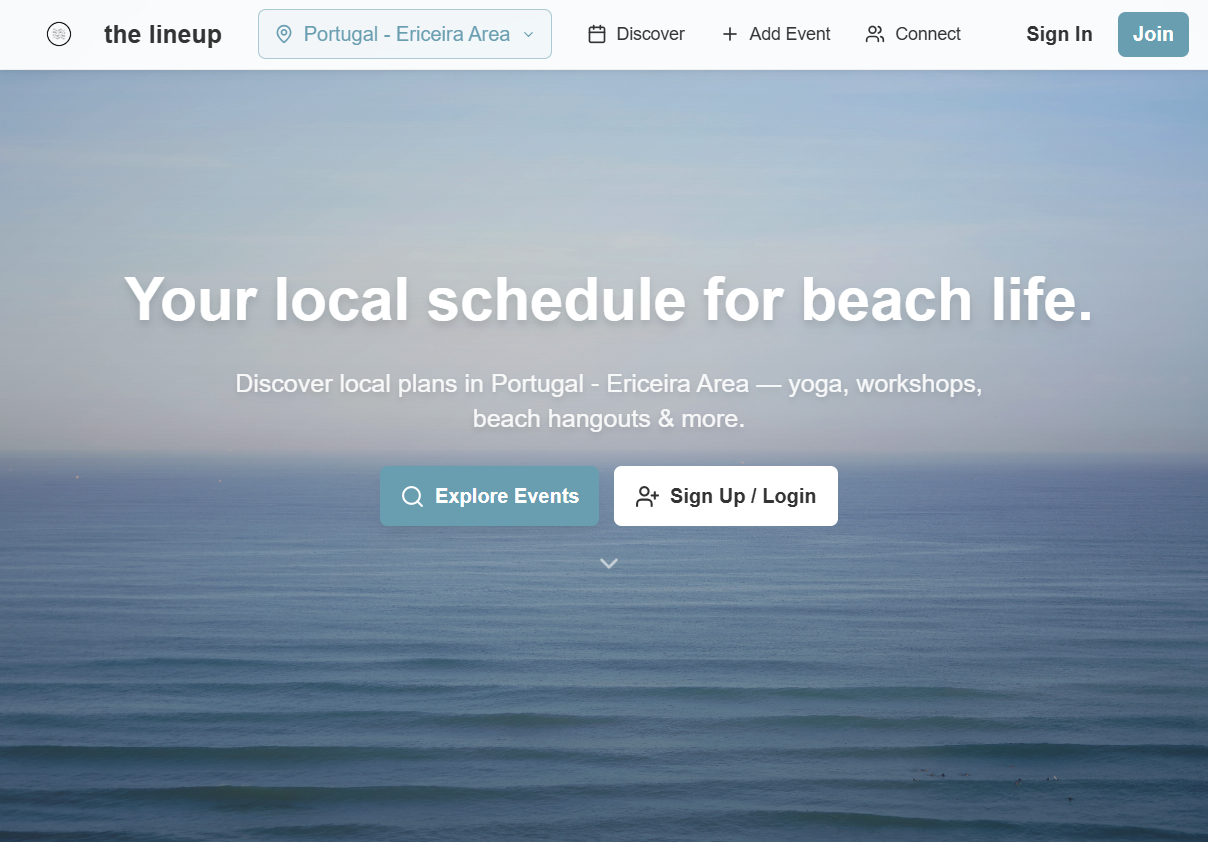 the lineup
Portugal - Ericeira Area
Discover
Add Event
Connect
Sign In
Join
Your local schedule for beach life.
Discover local plans in Portugal - Ericeira Area — yoga, workshops,
beach hangouts & more.
Explore Events
Sign Up / Login